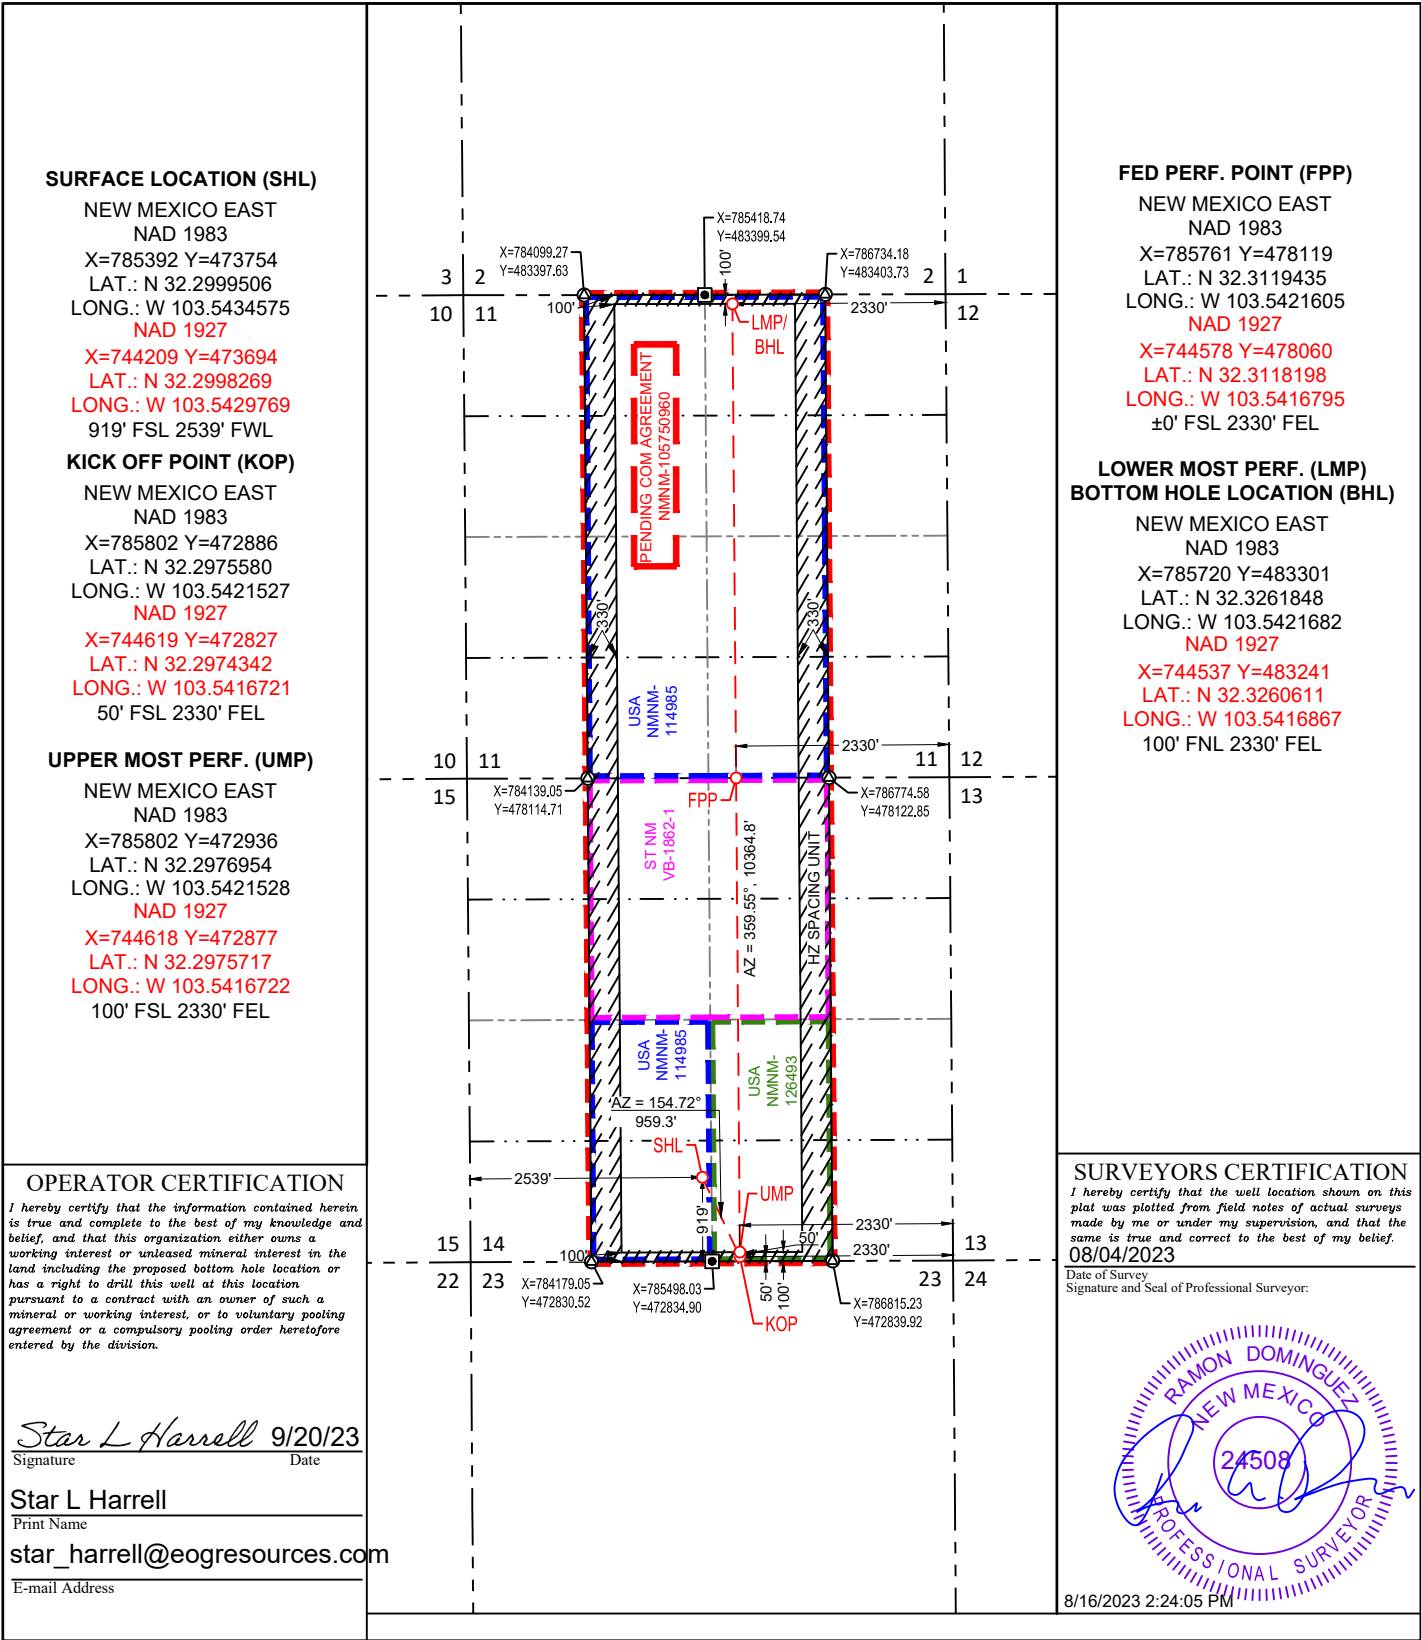 SURFACE LOCATION (SHL)
NEW MEXICO EAST
NAD 1983
X=785392 Y=473754
LAT.: N 32.2999506
LONG.: W 103.5434575
NAD 1927
X=744209 Y=473694
LAT.: N 32.2998269
LONG.: W 103.5429769
919' FSL 2539' FWL
KICK OFF POINT (KOP)
NEW MEXICO EAST
NAD 1983
X=785802 Y=472886
LAT.: N 32.2975580
LONG.: W 103.5421527
NAD 1927
X=744619 Y=472827
LAT.: N 32.2974342
LONG.: W 103.5416721
50' FSL 2330' FEL
UPPER MOST PERF. (UMP)
NEW MEXICO EAST
NAD 1983
X=785802 Y=472936
LAT.: N 32.2976954
LONG.: W 103.5421528
NAD 1927
X=744618 Y=472877
LAT.: N 32.2975717
LONG.: W 103.5416722
100' FSL 2330' FEL
OPERATOR CERTIFICATION
I hereby certify that the information contained herein
is true and complete to the best of my knowledge and
belief, and that this organization either owns a
working interest or unleased mineral interest in the
land including the proposed bottom hole location or
has a right to drill this well at this location
pursuant to a contract with an owner of such a
mineral or working interest, or to voluntary pooling
agreement or a compulsory pooling order heretofore
entered by the division.
Star L Harrell 9/20/23
Signature Date
Star L Harrell
Print Name
star_harrell@eogresources.com
E-mail Address
X=785418.74
Y=483399.54
X=784099.27
Y=483397.63
X=786734.18
Y=483403.73
100'
3 2
10 11
2 1
12
100'
2330'
LMP/
BHL
PENDING COM AGREEMENT
NMNM-105750960
330'
330'
USA
NMNM-
114985
2330'
10 11
15
11 12
13
X=784139.05
Y=478114.71
FPP
X=786774.58
Y=478122.85
ST NM
VB-1862-1
AZ = 359.55°, 10364.8'
HZ SPACING UNIT
USA
NMNM-
114985
USA
NMNM-
126493
AZ = 154.72°
959.3'
SHL
2539'
919'
UMP
2330'
50'
2330'
100'
15 14
22 23
13
23 24
X=784179.05
Y=472830.52
X=785498.03
Y=472834.90
50'
100'
KOP
X=786815.23
Y=472839.92
FED PERF. POINT (FPP)
NEW MEXICO EAST
NAD 1983
X=785761 Y=478119
LAT.: N 32.3119435
LONG.: W 103.5421605
NAD 1927
X=744578 Y=478060
LAT.: N 32.3118198
LONG.: W 103.5416795
±0' FSL 2330' FEL
LOWER MOST PERF. (LMP)
BOTTOM HOLE LOCATION (BHL)
NEW MEXICO EAST
NAD 1983
X=785720 Y=483301
LAT.: N 32.3261848
LONG.: W 103.5421682
NAD 1927
X=744537 Y=483241
LAT.: N 32.3260611
LONG.: W 103.5416867
100' FNL 2330' FEL
SURVEYORS CERTIFICATION
I hereby certify that the well location shown on this
plat was plotted from field notes of actual surveys
made by me or under my supervision, and that the
same is true and correct to the best of my belief.
08/04/2023
Date of Survey
Signature and Seal of Professional Surveyor:
RAMON DOMINGUEZ
NEW MEXICO
24508
PROFESSIONAL SURVEYOR
8/16/2023 2:24:05 PM